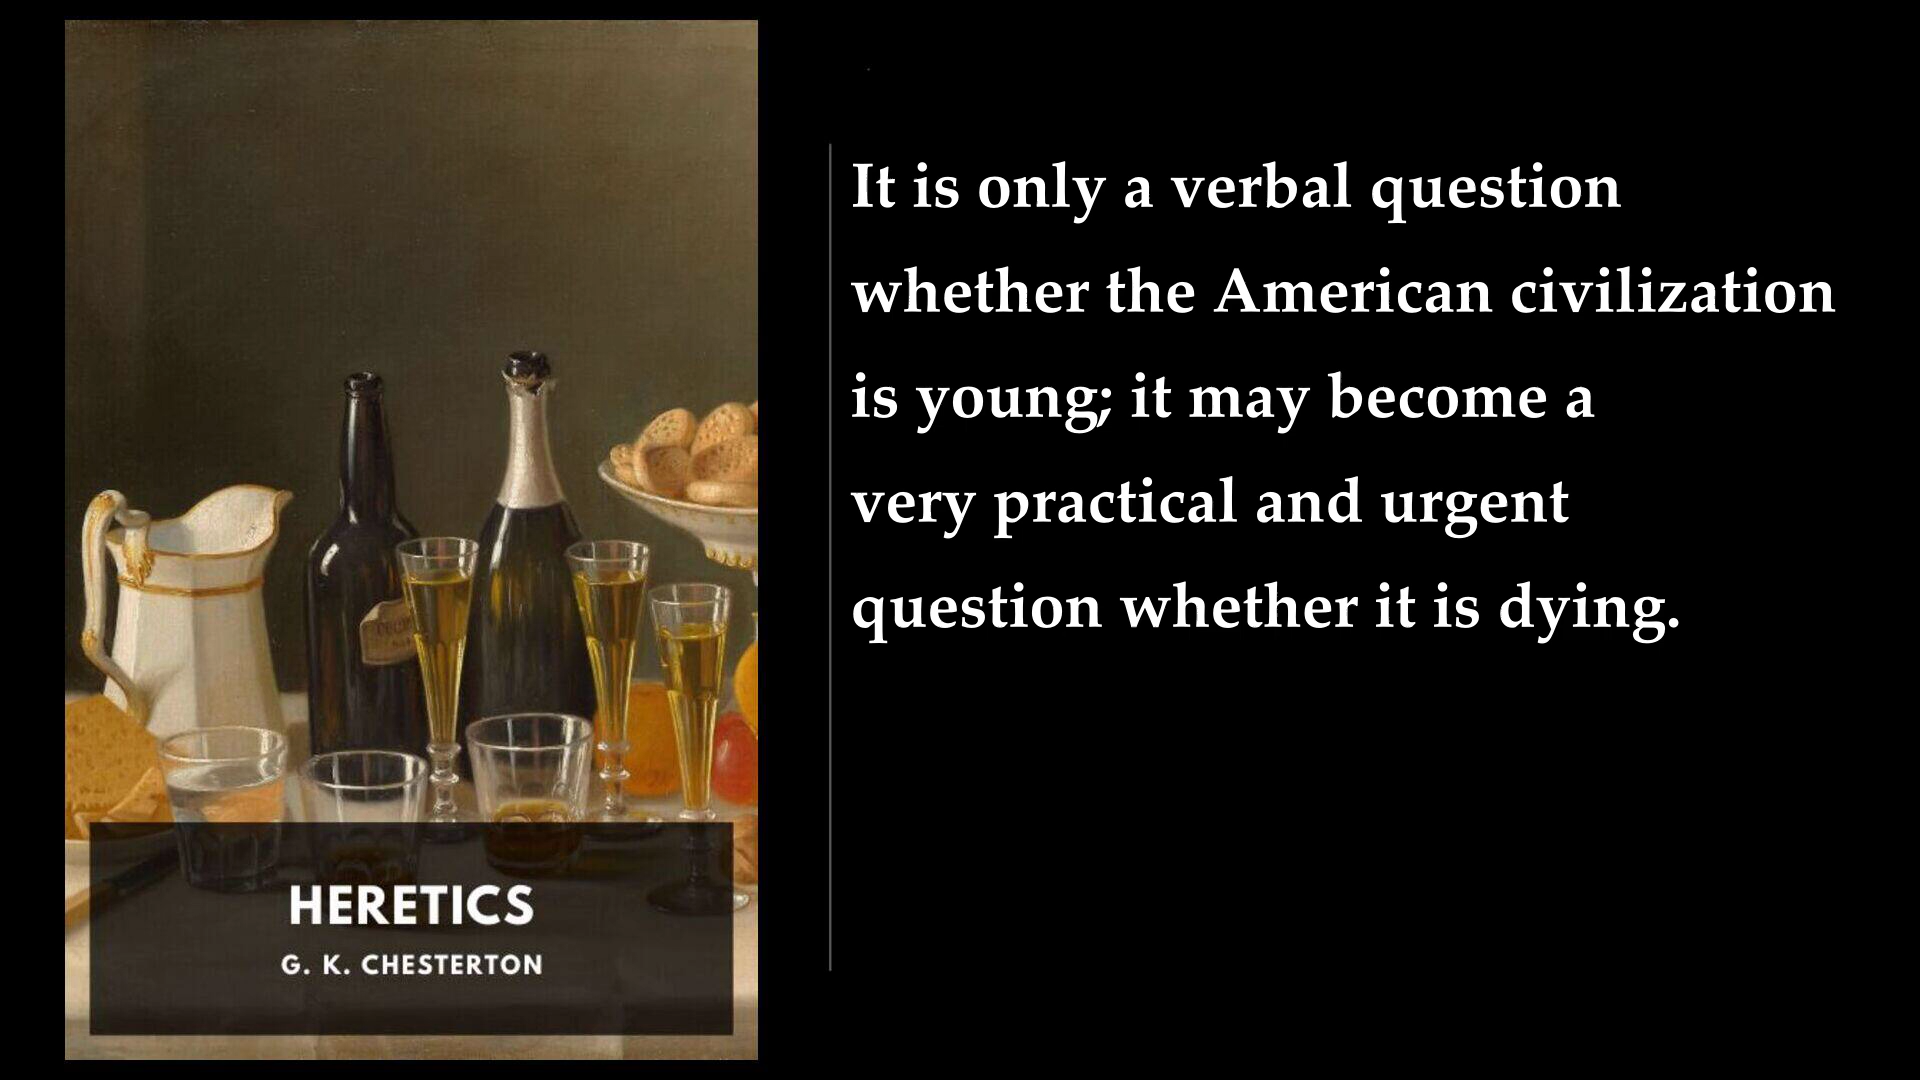 It is only a verbal question
whether the American civilization
is young; it may become a
very practical and urgent
question whether it is dying.
HERETICS
G. K. CHESTERTON